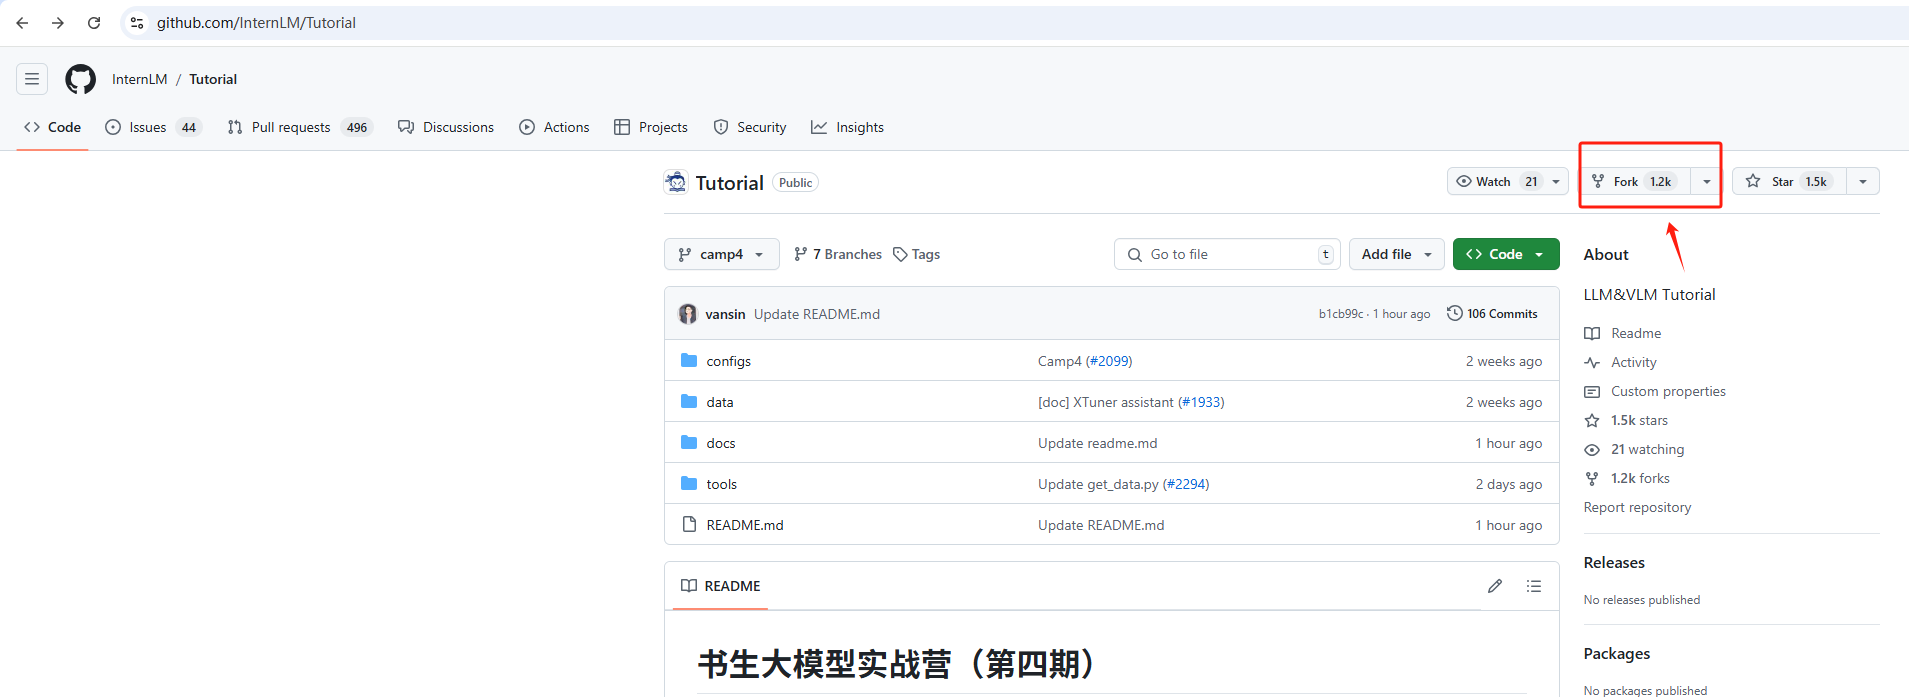 github.com/InternLM/Tutorial
InternLM / Tutorial
Code Issues 44 Pull requests 496 Discussions Actions Projects Security Insights
Tutorial Public Watch 21 Fork 1.2k Star 1.5k
camp4 7 Branches Tags Go to file t Add file Code
vansin Update README.md b1cb99c · 1 hour ago 106 Commits
configs Camp4 (#2099) 2 weeks ago
data [doc] XTuner assistant (#1933) 2 weeks ago
docs Update readme.md 1 hour ago
tools Update get_data.py (#2294) 2 days ago
README.md Update README.md 1 hour ago
README
书生大模型实战营（第四期）
About
LLM&VLM Tutorial
Readme
Activity
Custom properties
1.5k stars
21 watching
1.2k forks
Report repository
Releases
No releases published
Packages
No packages published